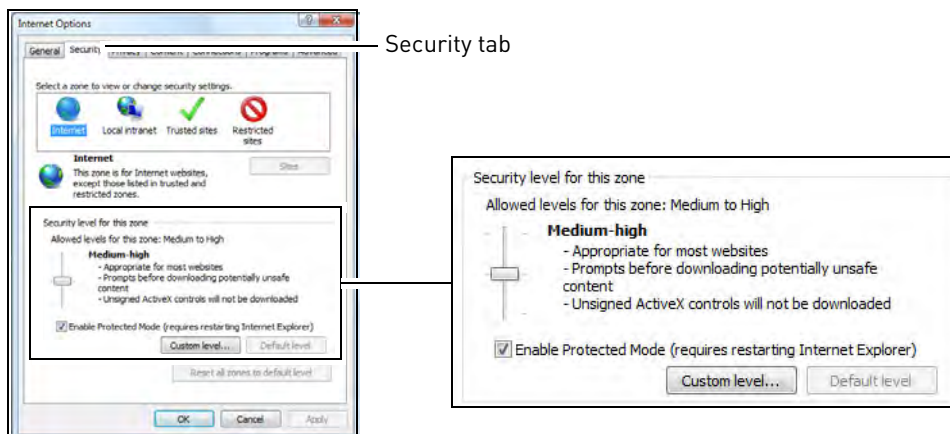 Internet Options
General Security Privacy Content Connections Programs Advanced
Security tab
Select a zone to view or change security settings.
Internet Local intranet Trusted sites Restricted
sites
Internet
This zone is for Internet websites,
except those listed in trusted and
restricted zones.
Sites
Security level for this zone
Allowed levels for this zone: Medium to High
Medium-high
- Appropriate for most websites
- Prompts before downloading potentially unsafe
content
- Unsigned ActiveX controls will not be downloaded
Enable Protected Mode (requires restarting Internet Explorer)
Custom level... Default level
Reset all zones to default level
OK Cancel Apply
Security level for this zone
Allowed levels for this zone: Medium to High
Medium-high
- Appropriate for most websites
- Prompts before downloading potentially unsafe
content
- Unsigned ActiveX controls will not be downloaded
Enable Protected Mode (requires restarting Internet Explorer)
Custom level... Default level